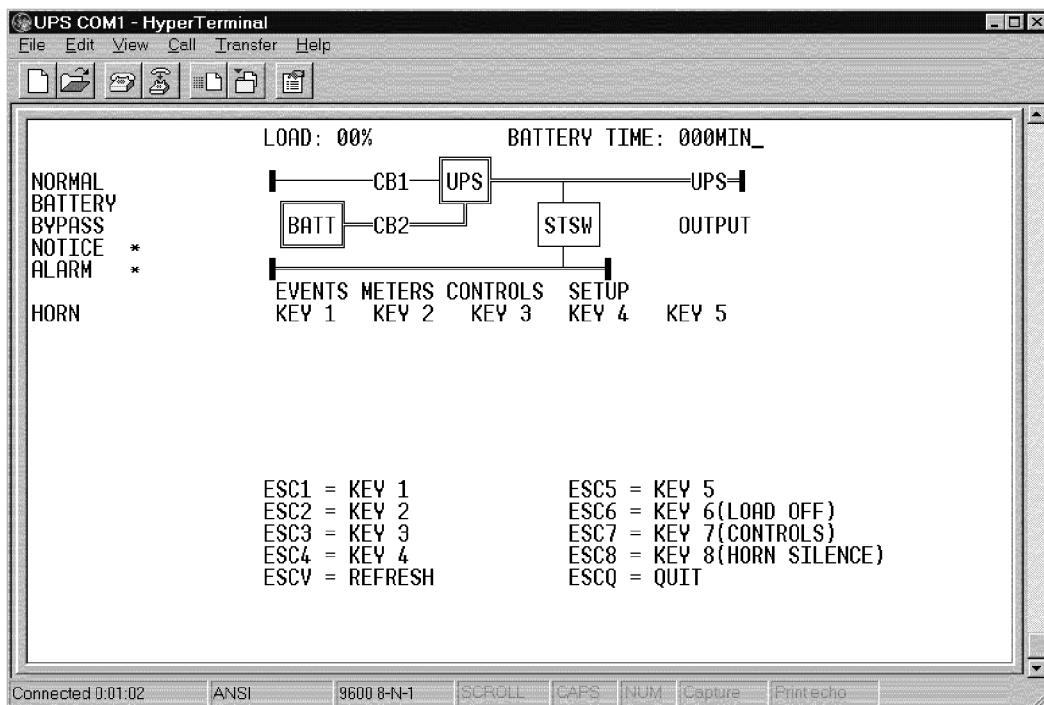 UPS COM1 - HyperTerminal
File Edit View Call Transfer Help
LOAD: 00% BATTERY TIME: 000MIN_
NORMAL CB1 UPS UPS
BATTERY
BYPASS BATT CB2 STSW OUTPUT
NOTICE *
ALARM *
EVENTS METERS CONTROLS SETUP
HORN KEY 1 KEY 2 KEY 3 KEY 4 KEY 5
ESC1 = KEY 1 ESC5 = KEY 5
ESC2 = KEY 2 ESC6 = KEY 6(LOAD OFF)
ESC3 = KEY 3 ESC7 = KEY 7(CONTROLS)
ESC4 = KEY 4 ESC8 = KEY 8(HORN SILENCE)
ESCV = REFRESH ESCQ = QUIT
Connected 0:01:02 ANSI 9600 8-N-1 SCROLL CAPS NUM Capture Print echo